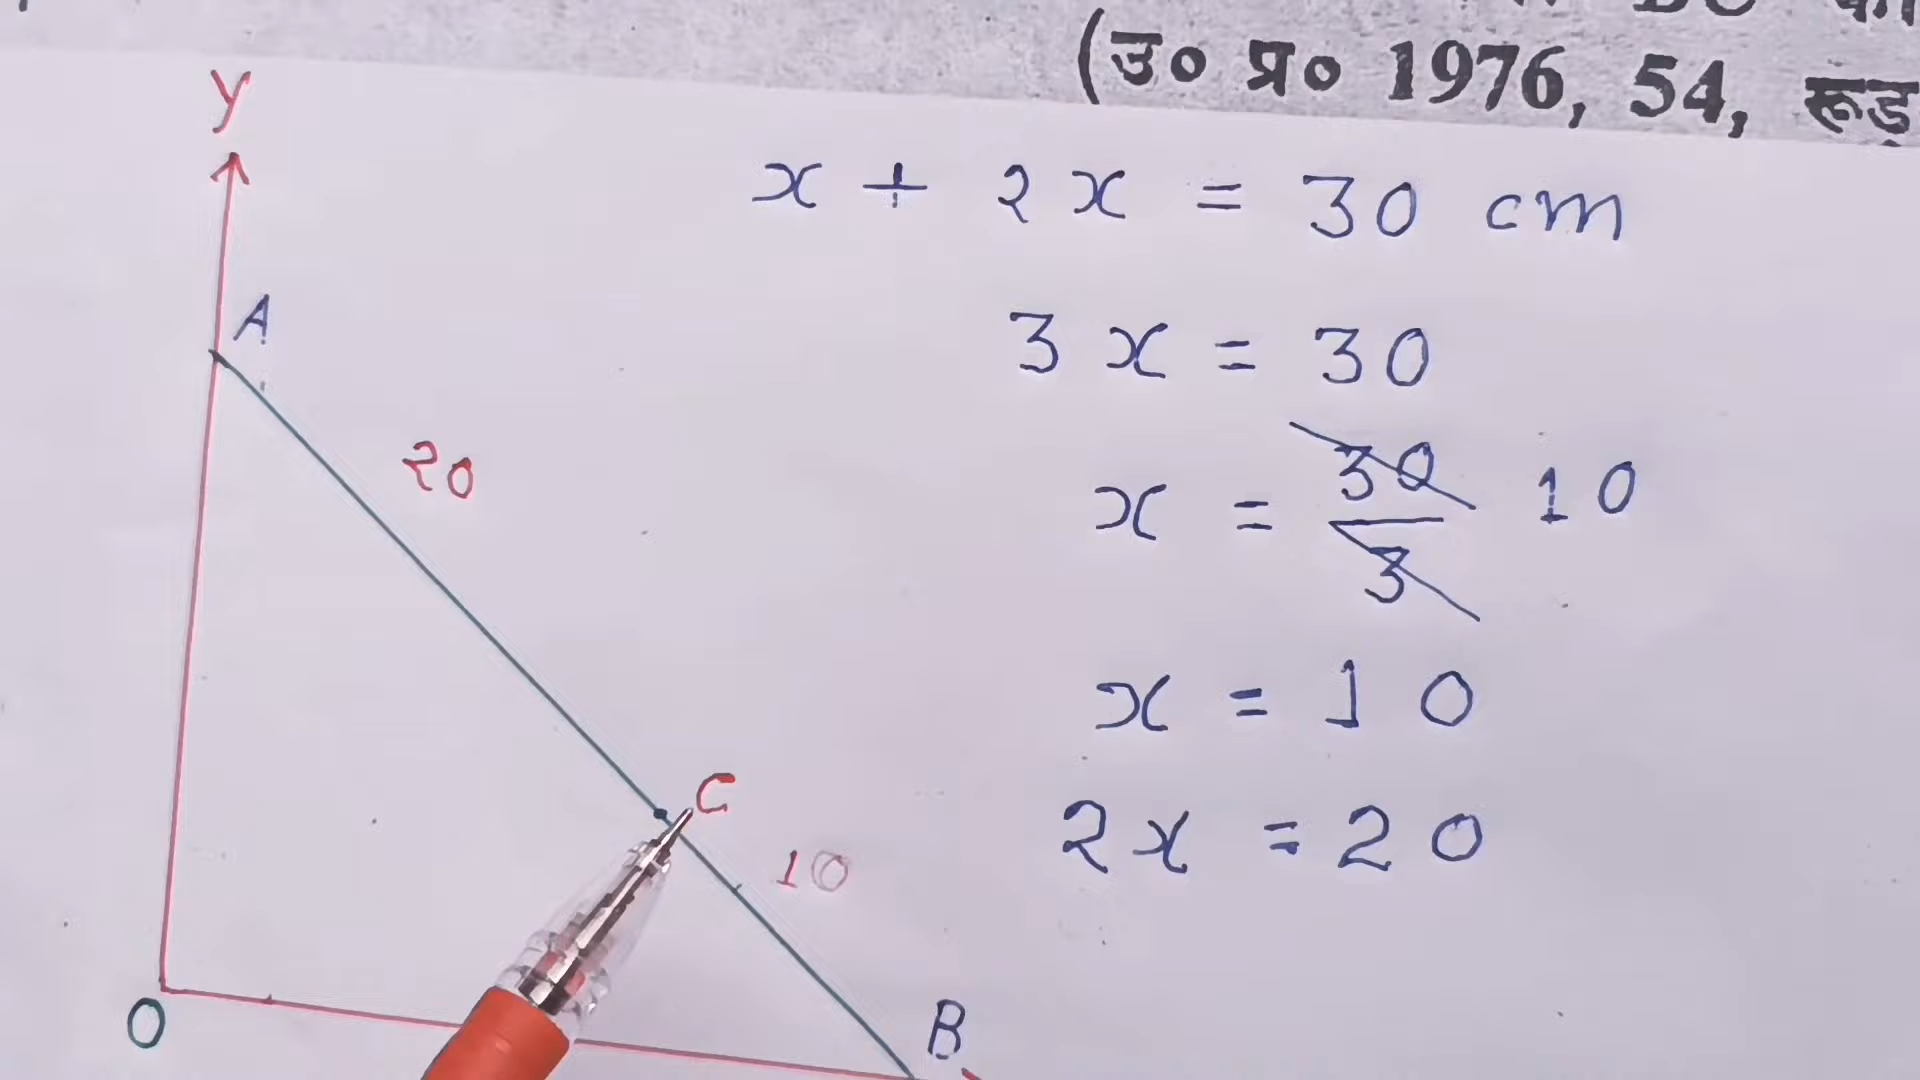 (उ० प्र० 1976, 54,
y
x + 2x = 30 cm
A
3x = 30
20
x = 30/3 10
x = 10
C
2x = 20
10
O
B